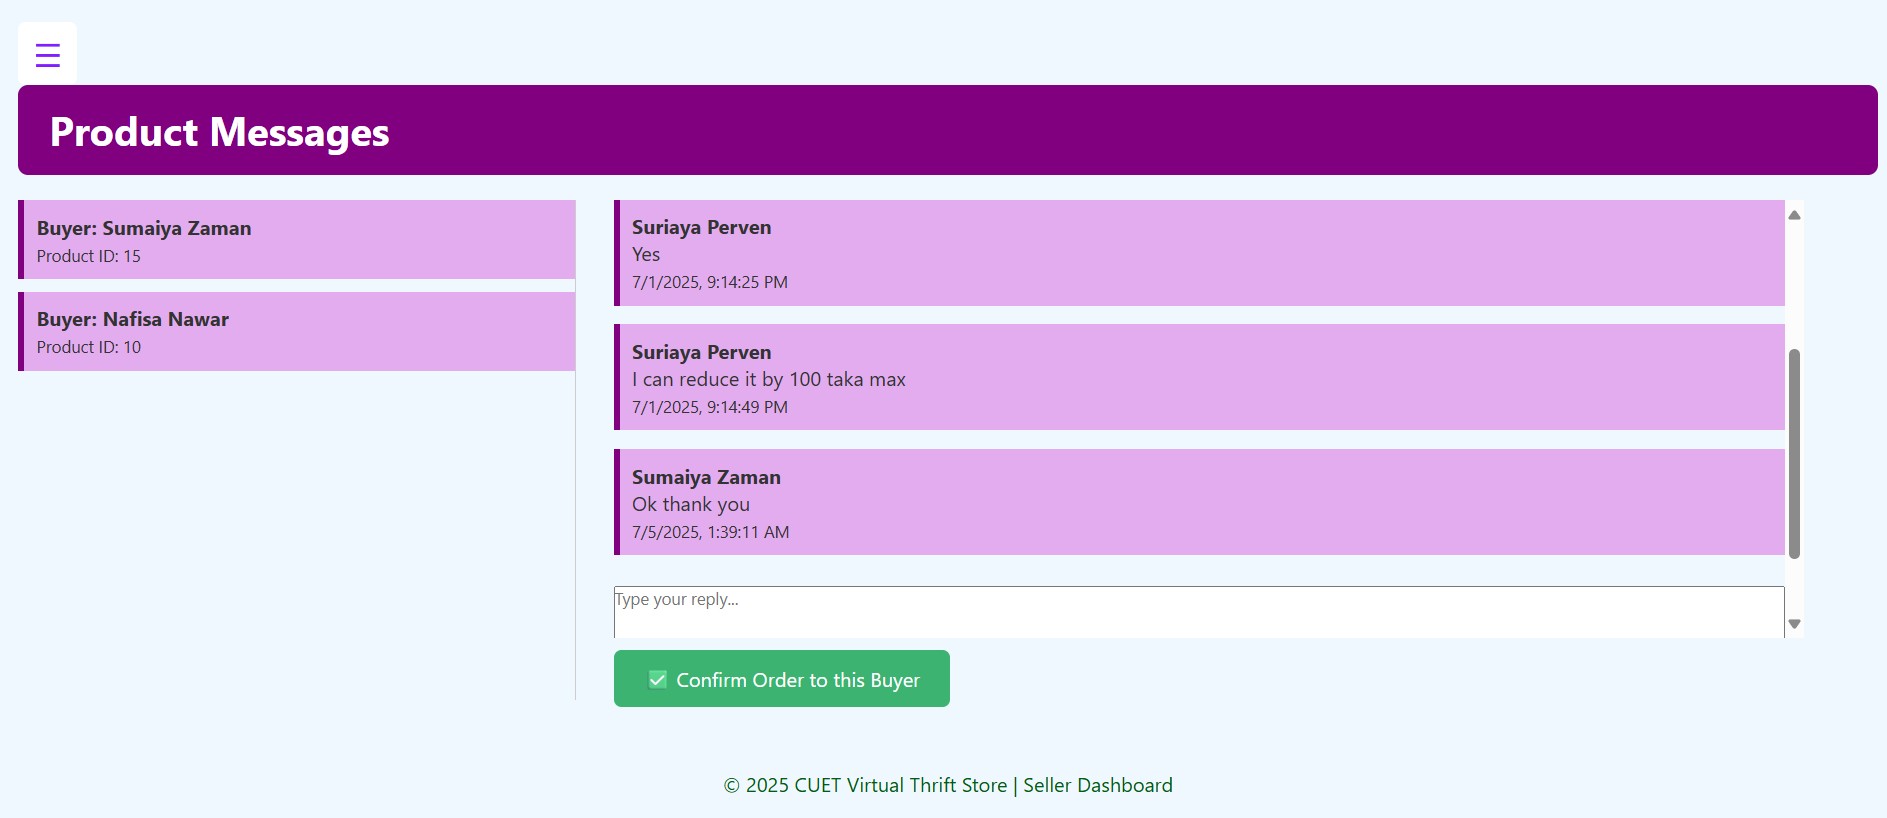 Product Messages
Buyer: Sumaiya Zaman
Product ID: 15
Buyer: Nafisa Nawar
Product ID: 10
Suriaya Perven
Yes
7/1/2025, 9:14:25 PM
Suriaya Perven
I can reduce it by 100 taka max
7/1/2025, 9:14:49 PM
Sumaiya Zaman
Ok thank you
7/5/2025, 1:39:11 AM
Type your reply...
✅ Confirm Order to this Buyer
© 2025 CUET Virtual Thrift Store | Seller Dashboard